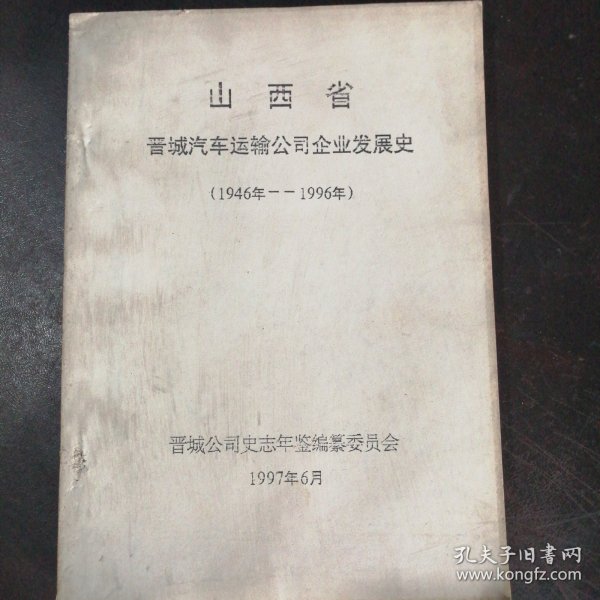 山西省
晋城汽车运输公司企业发展史
(1946年——1996年)
晋城公司史志年鉴编纂委员会
1997年6月
孔夫子旧书网
www.kongfz.com